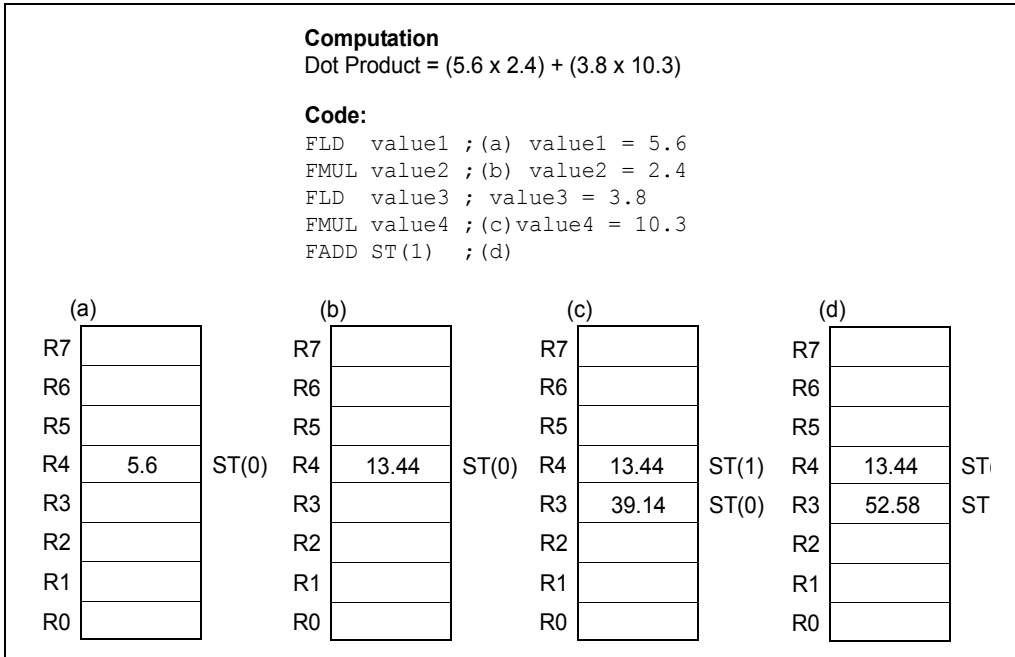 Computation
Dot Product = (5.6 x 2.4) + (3.8 x 10.3)
Code:
FLD value1 ;(a) value1 = 5.6
FMUL value2 ;(b) value2 = 2.4
FLD value3 ; value3 = 3.8
FMUL value4 ;(c)value4 = 10.3
FADD ST(1) ;(d)
(a) (b) (c) (d)
R7 R7 R7 R7
R6 R6 R6 R6
R5 R5 R5 R5
R4 5.6 ST(0) R4 13.44 ST(0) R4 13.44 ST(1) R4 13.44 ST(
R3 R3 R3 39.14 ST(0) R3 52.58 ST
R2 R2 R2 R2
R1 R1 R1 R1
R0 R0 R0 R0